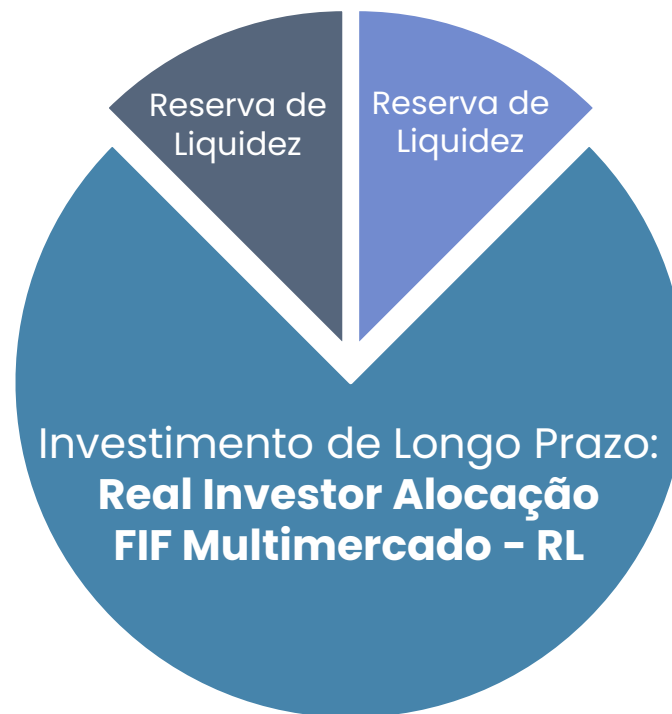 Reserva de
Liquidez
Reserva de
Liquidez
Investimento de Longo Prazo:
Real Investor Alocação
FIF Multimercado - RL